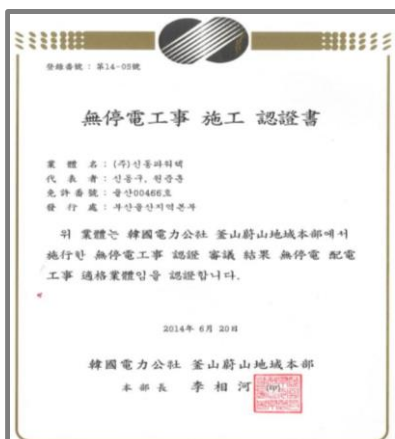 登錄番號 : 第14-05號
無停電工事 施工 認證書
業 體 名 : (주)신동파워텍
代 表 者 : 신동구, 원중훈
免許番號 : 울산00466호
發 行 處 : 부산울산지역본부
위 業體는 韓國電力公社 釜山蔚山地域本部에서
施行한 無停電工事 認證 審議 結果 無停電 配電
工事 適格業體임을 認證합니다.
2014年 6月 20日
韓國電力公社 釜山蔚山地域本部
本 部 長 李 相 河